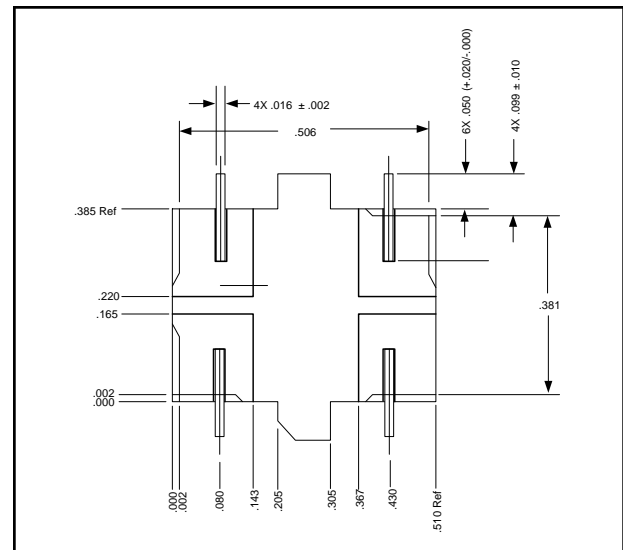 6X .050 (+.020/-.000)
4X .099 ±.010
4X .016 ±.002
.506
.385 Ref
.220
.165
.381
.002
.000
.000
.002
.080
.143
.205
.305
.367
.430
.510 Ref